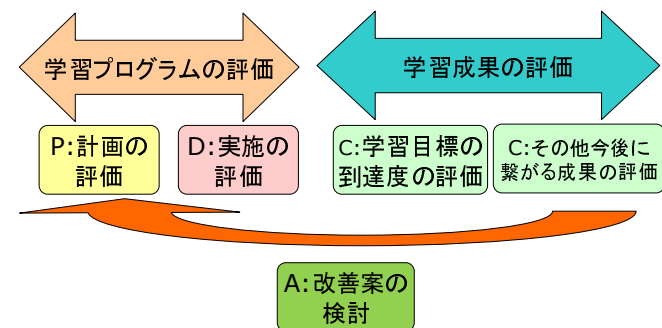 学習プログラムの評価
学習成果の評価
P:計画の
評価
D:実施の
評価
C:学習目標の
到達度の評価
C:その他今後に
繋がる成果の評価
A:改善案の
検討